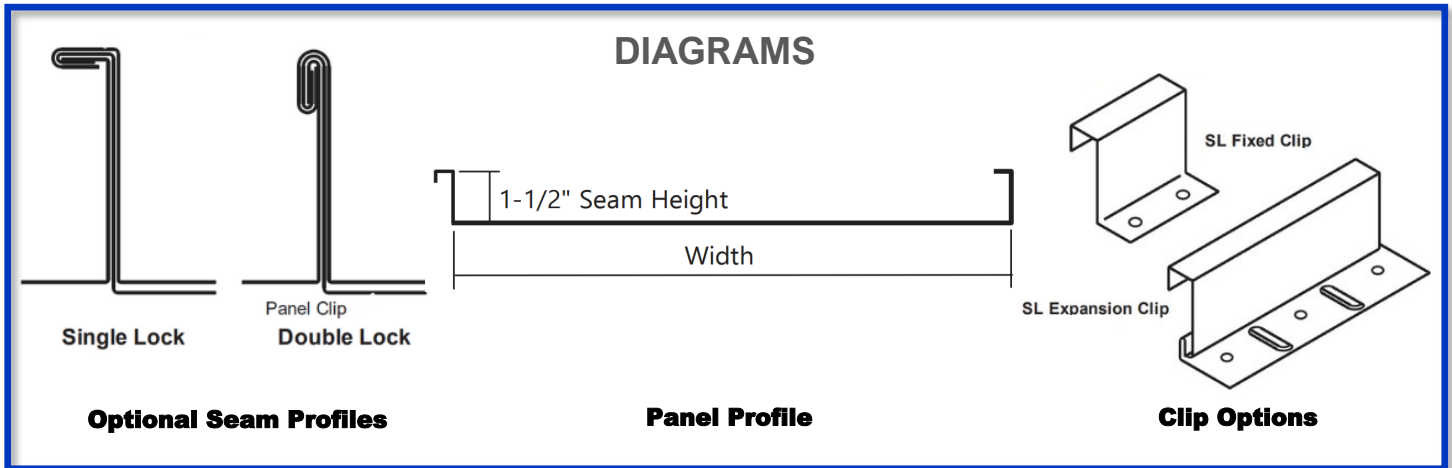 DIAGRAMS
SL Fixed Clip
1-1/2" Seam Height
Width
SL Expansion Clip
Panel Clip
Single Lock
Double Lock
Optional Seam Profiles
Panel Profile
Clip Options